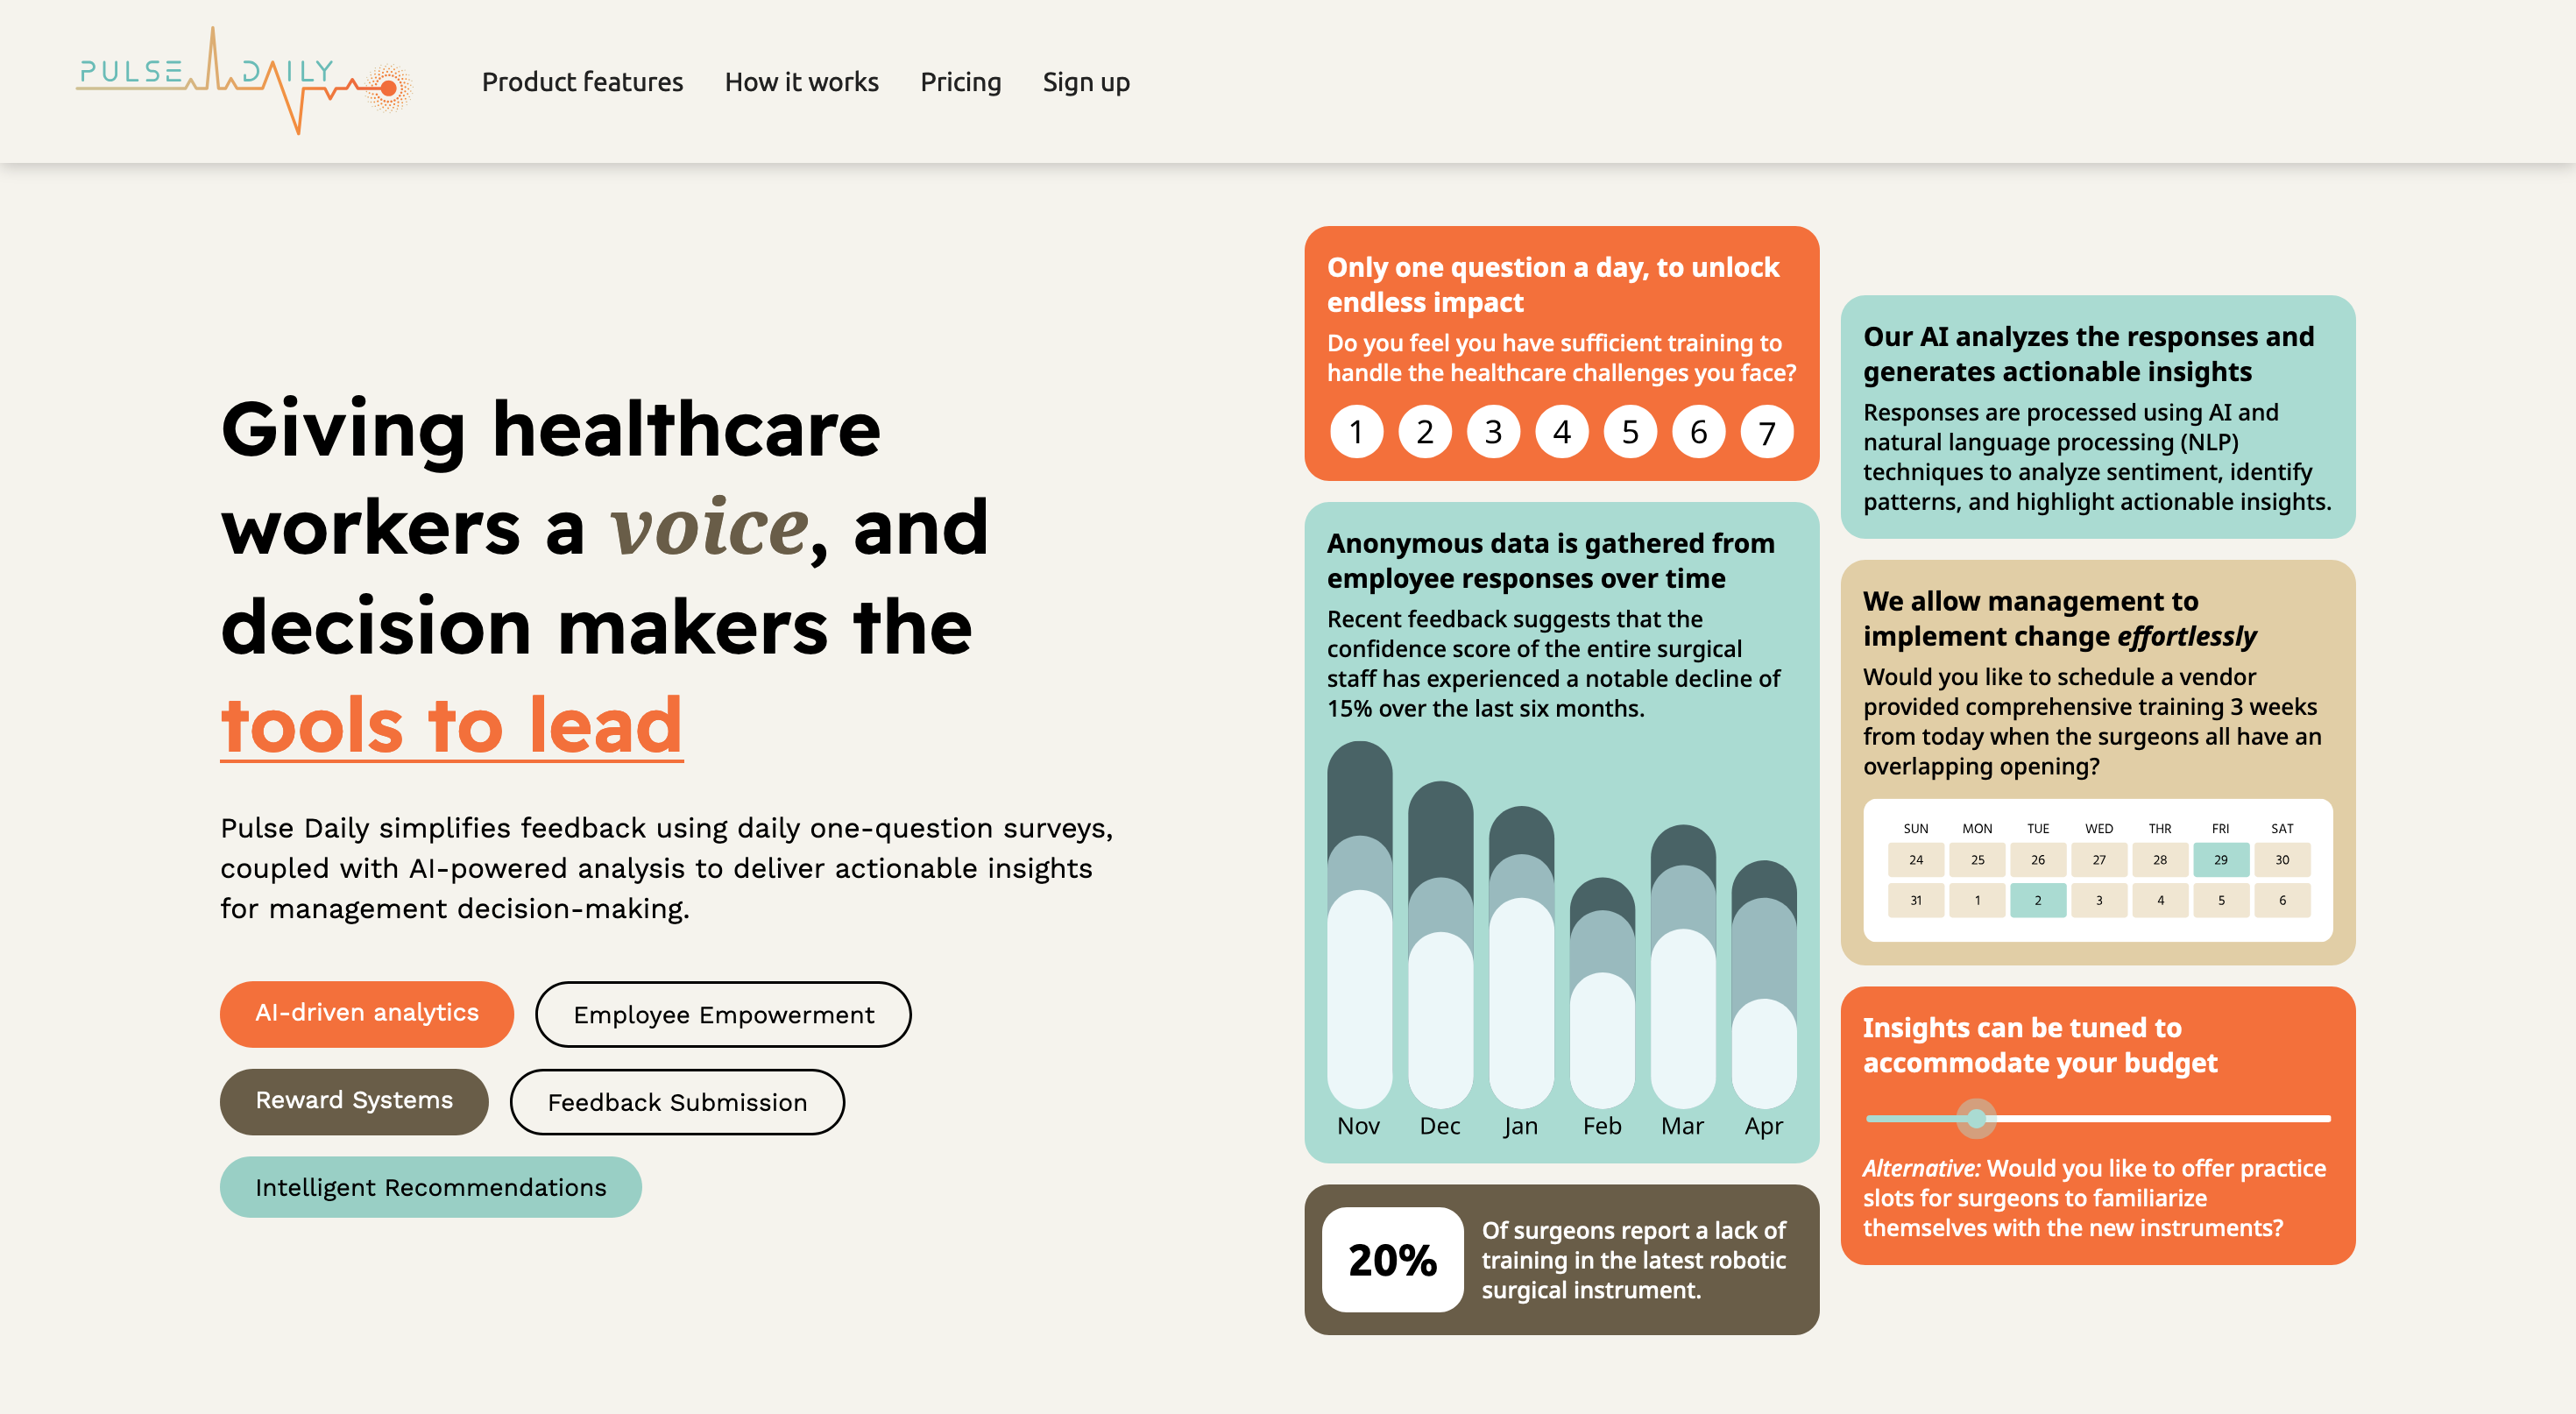 PULSE DAILY
Product features
How it works
Pricing
Sign up
Giving healthcare
workers a voice, and
decision makers the
tools to lead
Pulse Daily simplifies feedback using daily one-question surveys,
coupled with AI-powered analysis to deliver actionable insights
for management decision-making.
AI-driven analytics
Employee Empowerment
Reward Systems
Feedback Submission
Intelligent Recommendations
Only one question a day, to unlock
endless impact
Do you feel you have sufficient training to
handle the healthcare challenges you face?
1 2 3 4 5 6 7
Anonymous data is gathered from
employee responses over time
Recent feedback suggests that the
confidence score of the entire surgical
staff has experienced a notable decline of
15% over the last six months.
Nov Dec Jan Feb Mar Apr
20%
Of surgeons report a lack of
training in the latest robotic
surgical instrument.
Our AI analyzes the responses and
generates actionable insights
Responses are processed using AI and
natural language processing (NLP)
techniques to analyze sentiment, identify
patterns, and highlight actionable insights.
We allow management to
implement change effortlessly
Would you like to schedule a vendor
provided comprehensive training 3 weeks
from today when the surgeons all have an
overlapping opening?
SUN MON TUE WED THR FRI SAT
24 25 26 27 28 29 30
31 1 2 3 4 5 6
Insights can be tuned to
accommodate your budget
Alternative: Would you like to offer practice
slots for surgeons to familiarize
themselves with the new instruments?